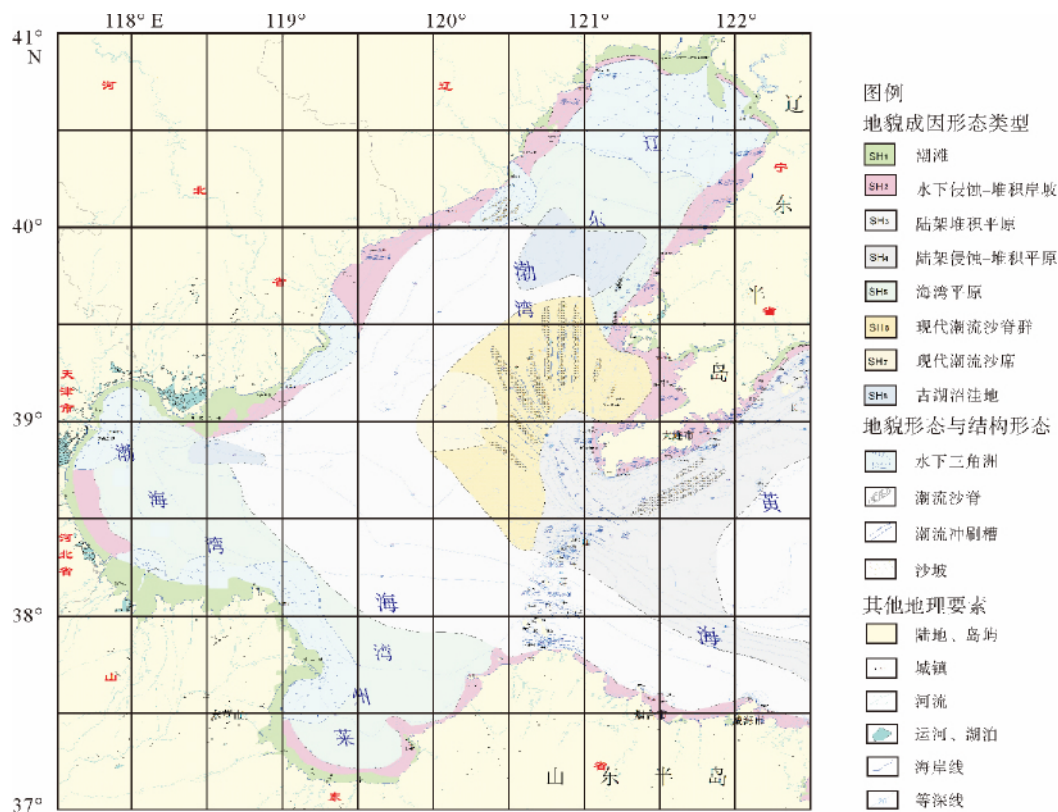 118° E 119° 120° 121° 122°
41°
N
40°
39°
38°
37°
河
北
省
辽
宁
省
天
津
市
河
北
省
山
东
省
辽
东
半
岛
辽
东
湾
渤
海
渤
海
湾
莱
州
湾
黄
海
大连市
烟台市
威海市
东营市
山 东 半 岛
图例
地貌成因形态类型
SH1 潮滩
SH2 水下侵蚀-堆积岸坡
SH3 陆架堆积平原
SH4 陆架侵蚀-堆积平原
SH5 海湾平原
SH6 现代潮流沙脊群
SH7 现代潮流沙席
SH8 古湖沼洼地
地貌形态与结构形态
水下三角洲
潮流沙脊
潮流冲刷槽
沙坡
其他地理要素
陆地、岛屿
城镇
河流
运河、湖泊
海岸线
20 等深线